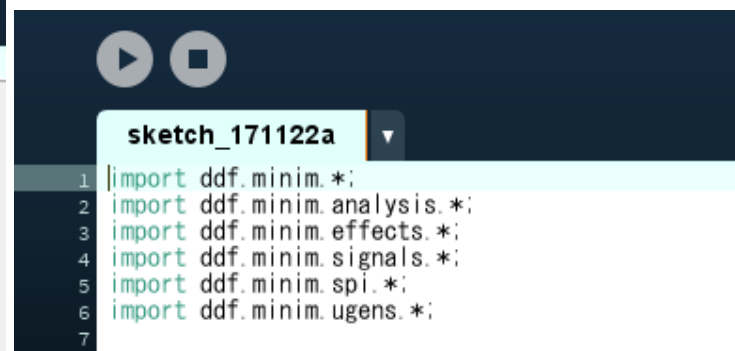 sketch_171122a ▼
1 import ddf.minim.*;
2 import ddf.minim.analysis.*;
3 import ddf.minim.effects.*;
4 import ddf.minim.signals.*;
5 import ddf.minim.spi.*;
6 import ddf.minim.ugens.*;
7